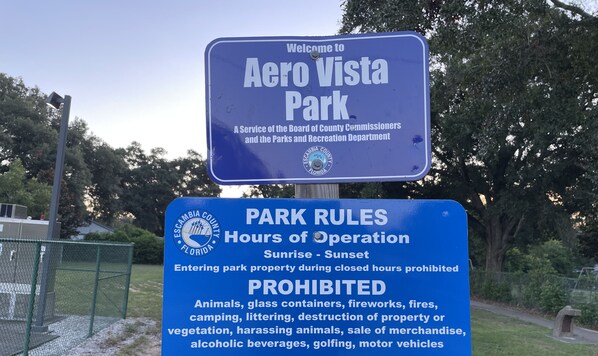 Welcome to
Aero Vista
Park
A Service of the Board of County Commissioners
and the Parks and Recreation Department
ESCAMBIA COUNTY
FLORIDA
PARK RULES
Hours of Operation
Sunrise - Sunset
Entering park property during closed hours prohibited
PROHIBITED
Animals, glass containers, fireworks, fires,
camping, littering, destruction of property or
vegetation, harassing animals, sale of merchandise,
alcoholic beverages, golfing, motor vehicles